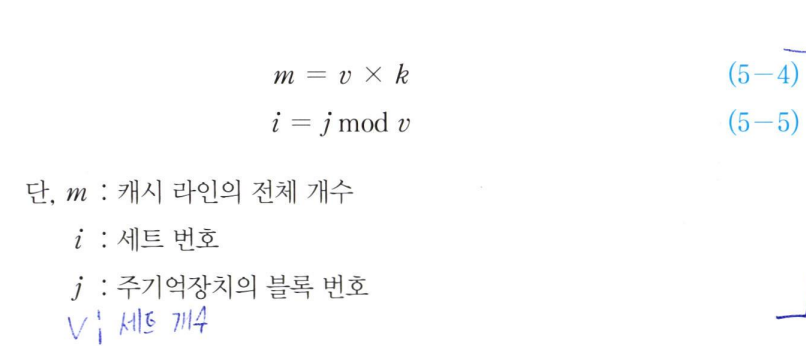 m = v × k (5-4)
i = j mod v (5-5)
단, m : 캐시 라인의 전체 개수
i : 세트 번호
j : 주기억장치의 블록 번호
V ; 세트 개수